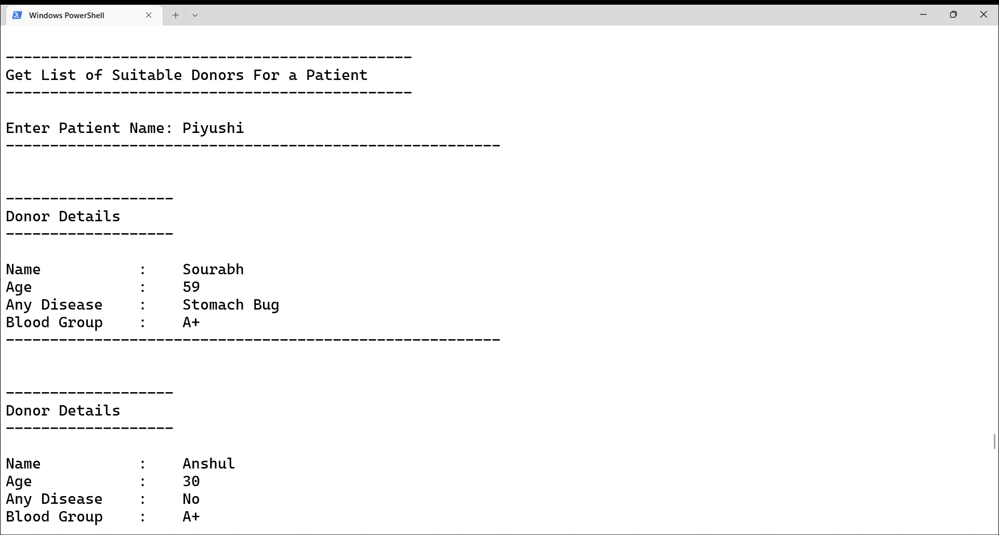 Windows PowerShell
----------------------------------------------
Get List of Suitable Donors For a Patient
----------------------------------------------
Enter Patient Name: Piyushi
--------------------------------------------------------
-------------------
Donor Details
-------------------
Name : Sourabh
Age : 59
Any Disease : Stomach Bug
Blood Group : A+
--------------------------------------------------------
-------------------
Donor Details
-------------------
Name : Anshul
Age : 30
Any Disease : No
Blood Group : A+